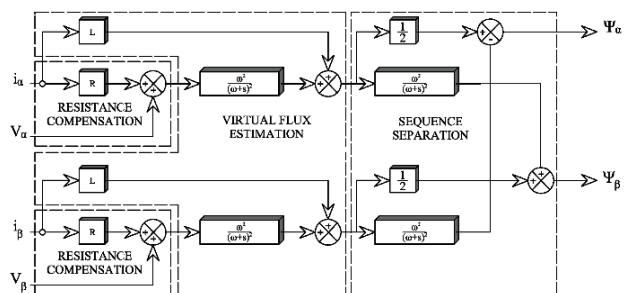 L
1
2
Ψα
iα
R
ω²
(ω+s)²
ω²
(ω+s)²
RESISTANCE
COMPENSATION
VIRTUAL FLUX
ESTIMATION
SEQUENCE
SEPARATION
Vα
L
1
2
Ψβ
iβ
R
ω²
(ω+s)²
ω²
(ω+s)²
RESISTANCE
COMPENSATION
Vβ